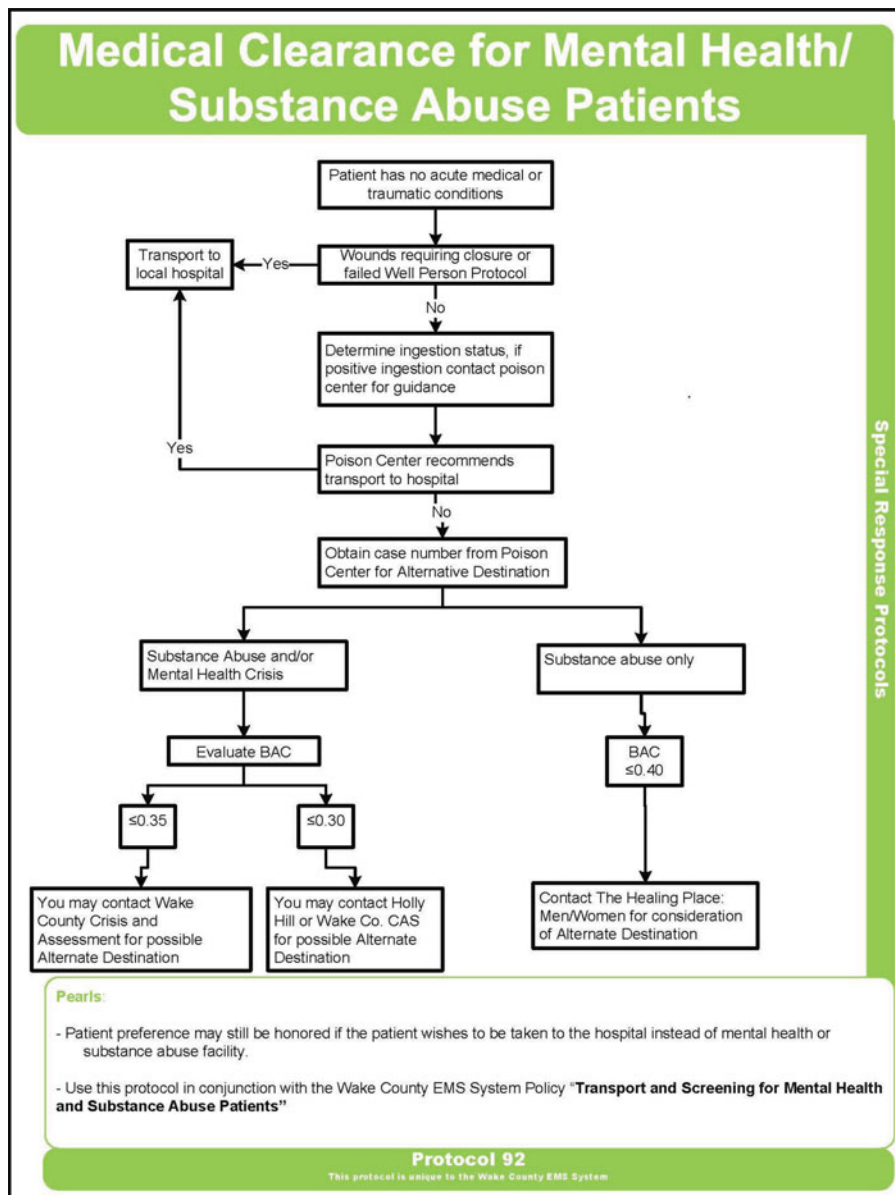 Medical Clearance for Mental Health/
Substance Abuse Patients
Patient has no acute medical or
traumatic conditions
Transport to
local hospital
Yes
Wounds requiring closure or
failed Well Person Protocol
No
Determine ingestion status, if
positive ingestion contact poison
center for guidance
Yes
Poison Center recommends
transport to hospital
No
Obtain case number from Poison
Center for Alternative Destination
Substance Abuse and/or
Mental Health Crisis
Substance abuse only
Evaluate BAC
BAC
≤0.40
≤0.35
≤0.30
You may contact Wake
County Crisis and
Assessment for possible
Alternate Destination
You may contact Holly
Hill or Wake Co. CAS
for possible Alternate
Destination
Contact The Healing Place:
Men/Women for consideration
of Alternate Destination
Special Response Protocols
Pearls:
- Patient preference may still be honored if the patient wishes to be taken to the hospital instead of mental health or
substance abuse facility.
- Use this protocol in conjunction with the Wake County EMS System Policy “Transport and Screening for Mental Health
and Substance Abuse Patients”
Protocol 92
This protocol is unique to the Wake County EMS System